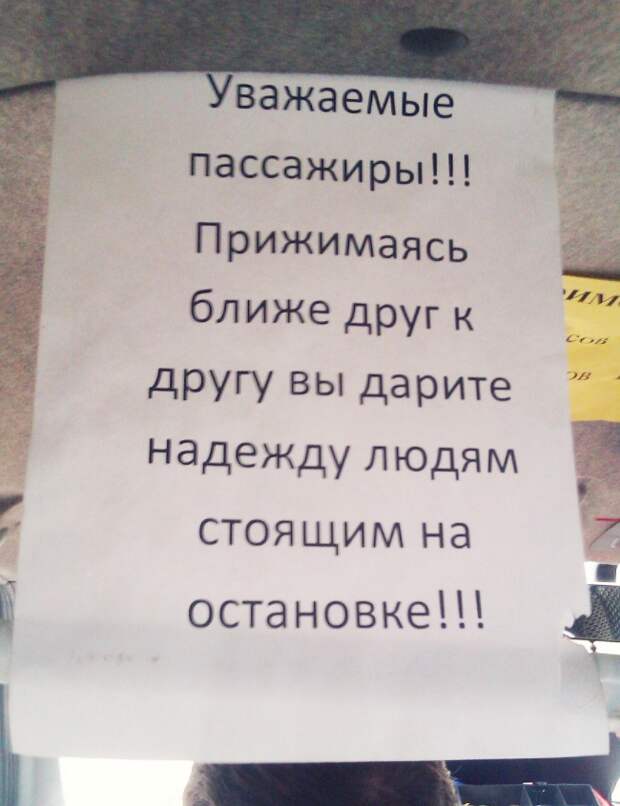 Уважаемые
пассажиры!!!
Прижимаясь
ближе друг к
другу вы дарите
надежду людям
стоящим на
остановке!!!